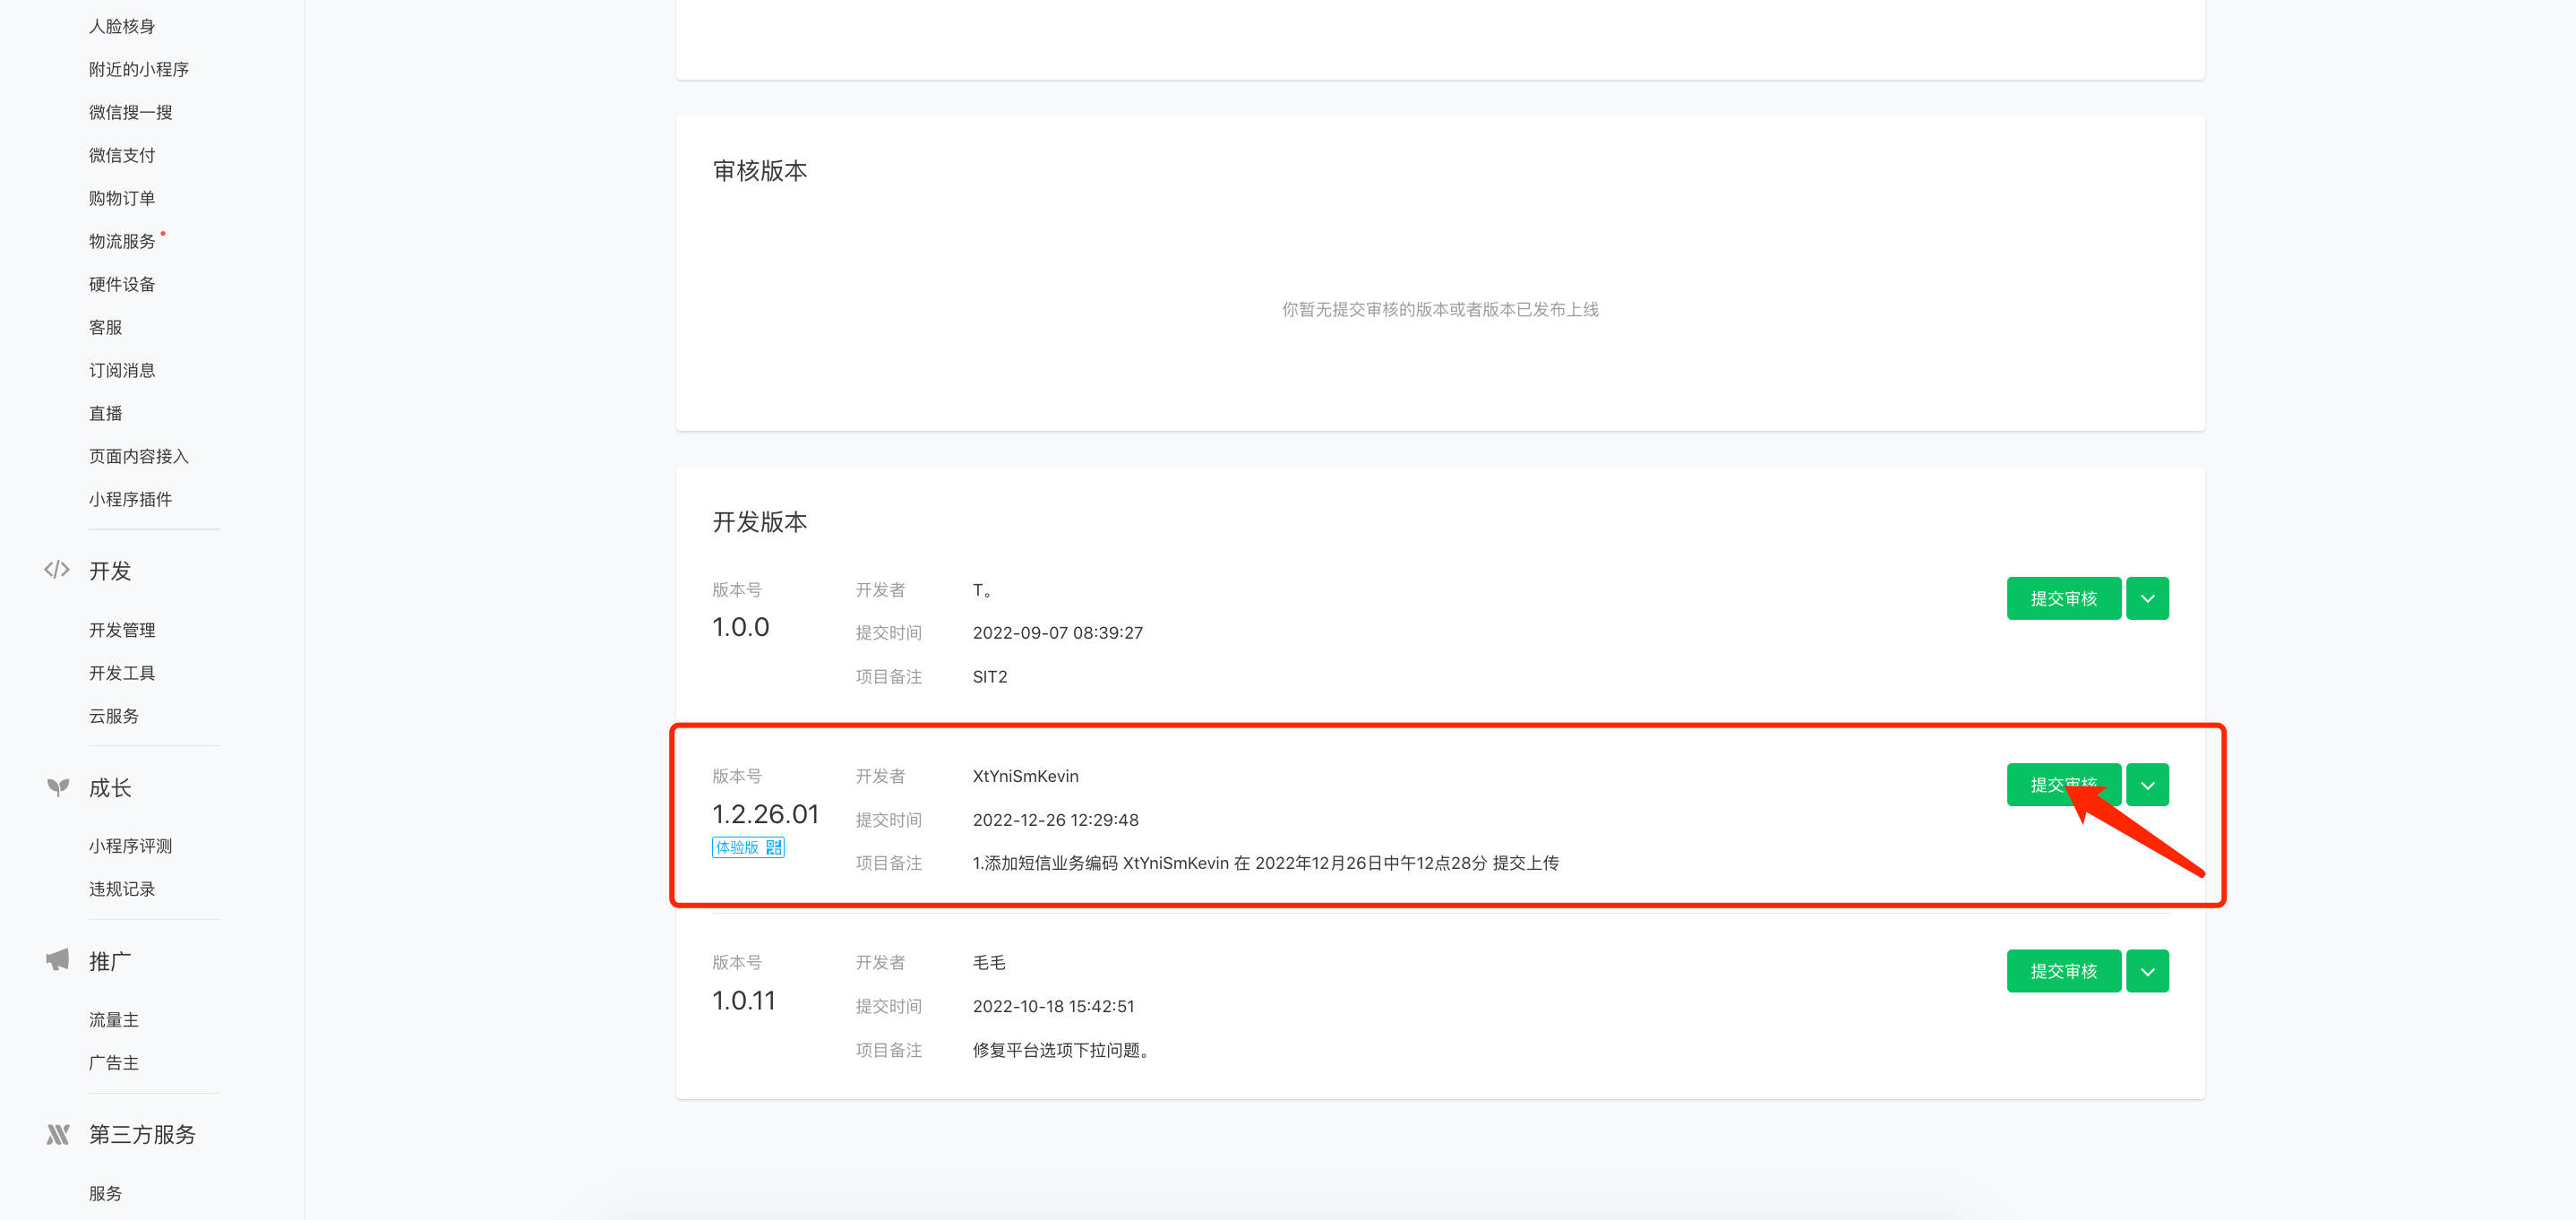 人脸核身
附近的小程序
微信搜一搜
微信支付
购物订单
物流服务
硬件设备
客服
订阅消息
直播
页面内容接入
小程序插件
开发
开发管理
开发工具
云服务
成长
小程序评测
违规记录
推广
流量主
广告主
第三方服务
服务
审核版本
你暂无提交审核的版本或者版本已发布上线
开发版本
版本号
1.0.0
开发者 T。
提交时间 2022-09-07 08:39:27
项目备注 SIT2
提交审核
版本号
1.2.26.01
体验版
开发者 XtYniSmKevin
提交时间 2022-12-26 12:29:48
项目备注 1.添加短信业务编码 XtYniSmKevin 在 2022年12月26日中午12点28分 提交上传
提交审核
版本号
1.0.11
开发者 毛毛
提交时间 2022-10-18 15:42:51
项目备注 修复平台选项下拉问题。
提交审核